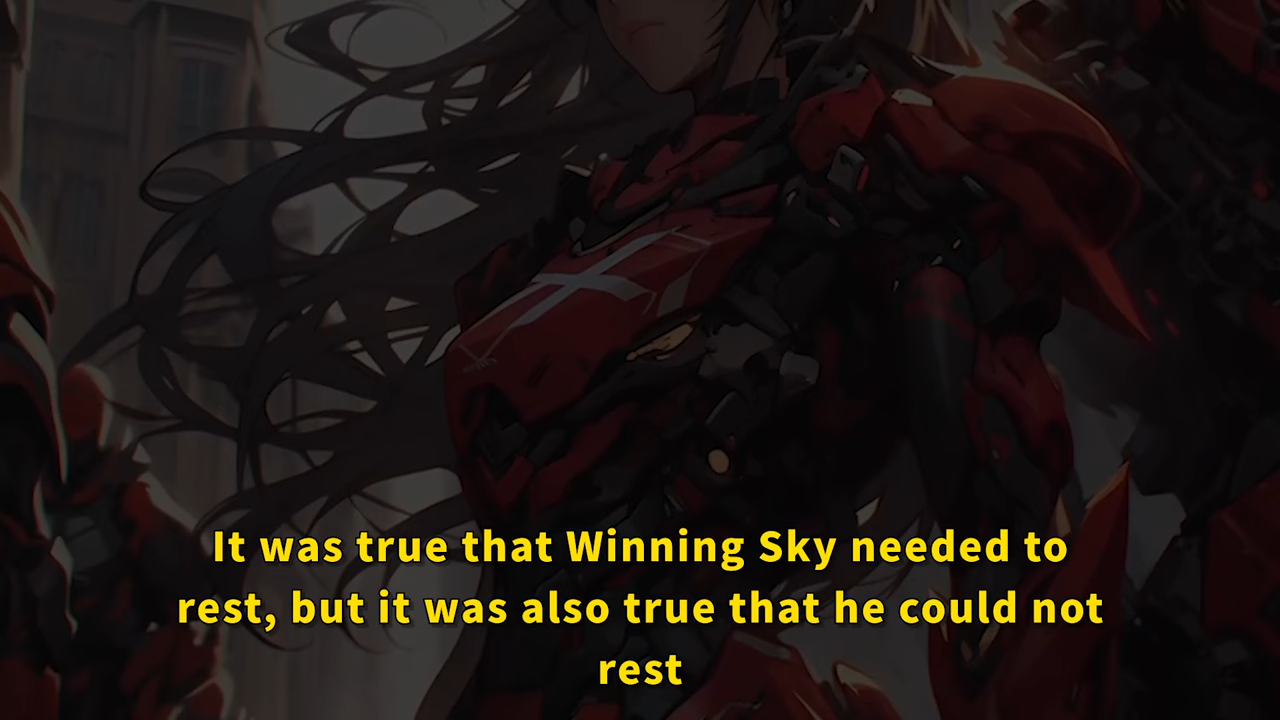 It was true that Winning Sky needed to
rest, but it was also true that he could not
rest